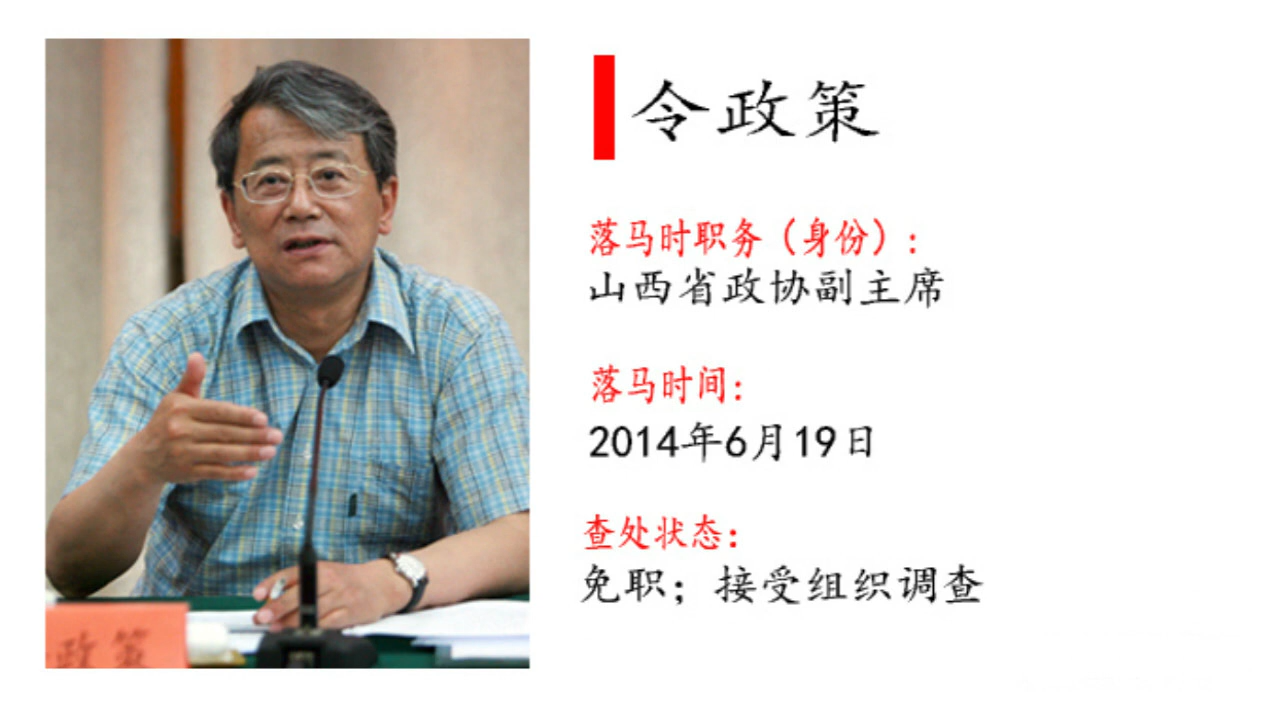 令政策
落马时职务（身份）:
山西省政协副主席
落马时间:
2014年6月19日
查处状态:
免职；接受组织调查
政策